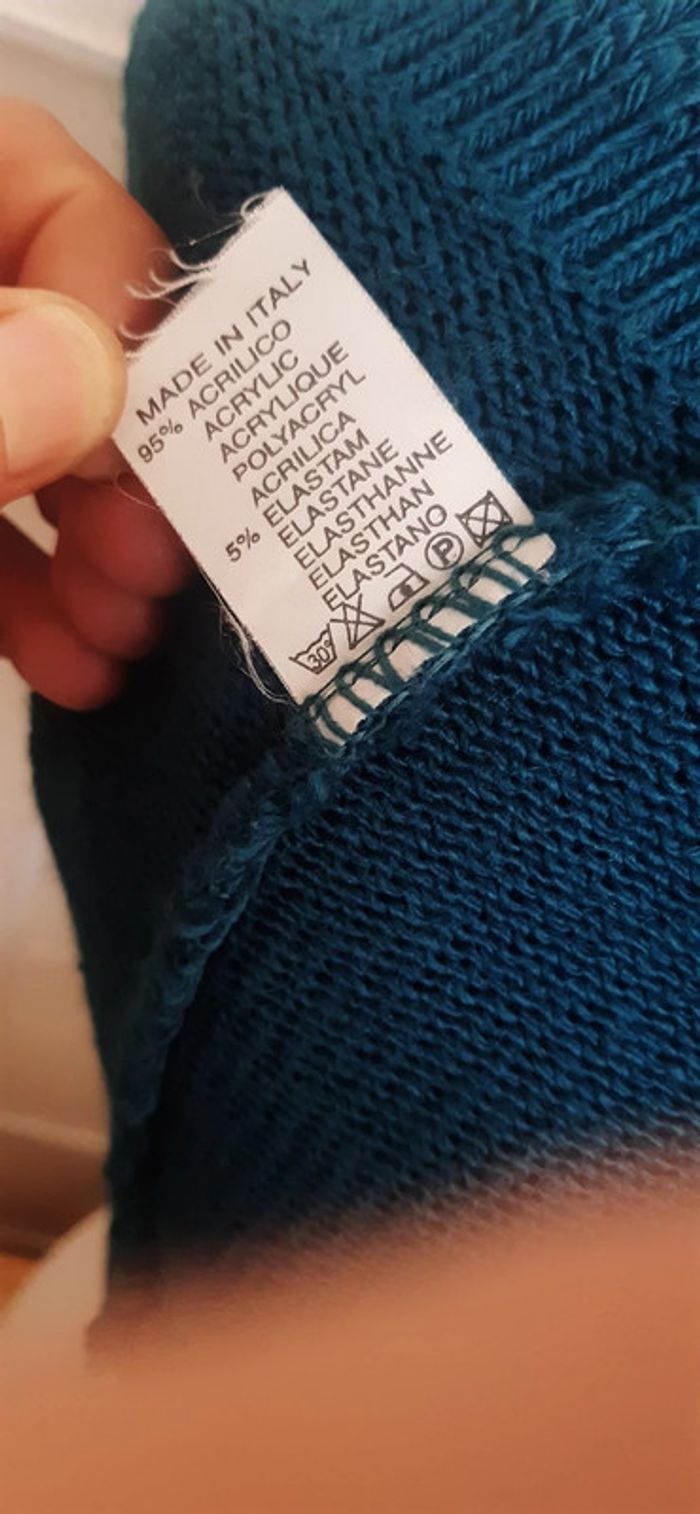 MADE IN ITALY
95% ACRILICO
ACRYLIC
ACRYLIQUE
POLYACRYL
ACRILICA
5% ELASTAM
ELASTANE
ELASTHANNE
ELASTHAN
ELASTANO
30° P